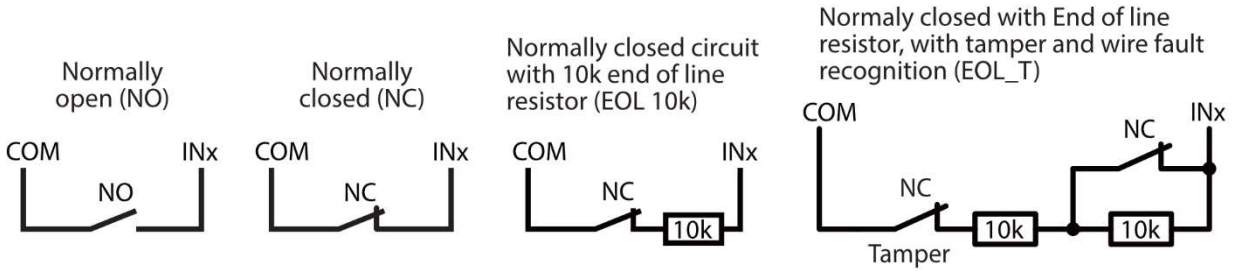 Normally
open (NO)
COM
INx
NO
Normally
closed (NC)
COM
INx
NC
Normally closed circuit
with 10k end of line
resistor (EOL 10k)
COM
INx
NC
10k
Normaly closed with End of line
resistor, with tamper and wire fault
recognition (EOL_T)
COM
INx
NC
NC
10k
10k
Tamper